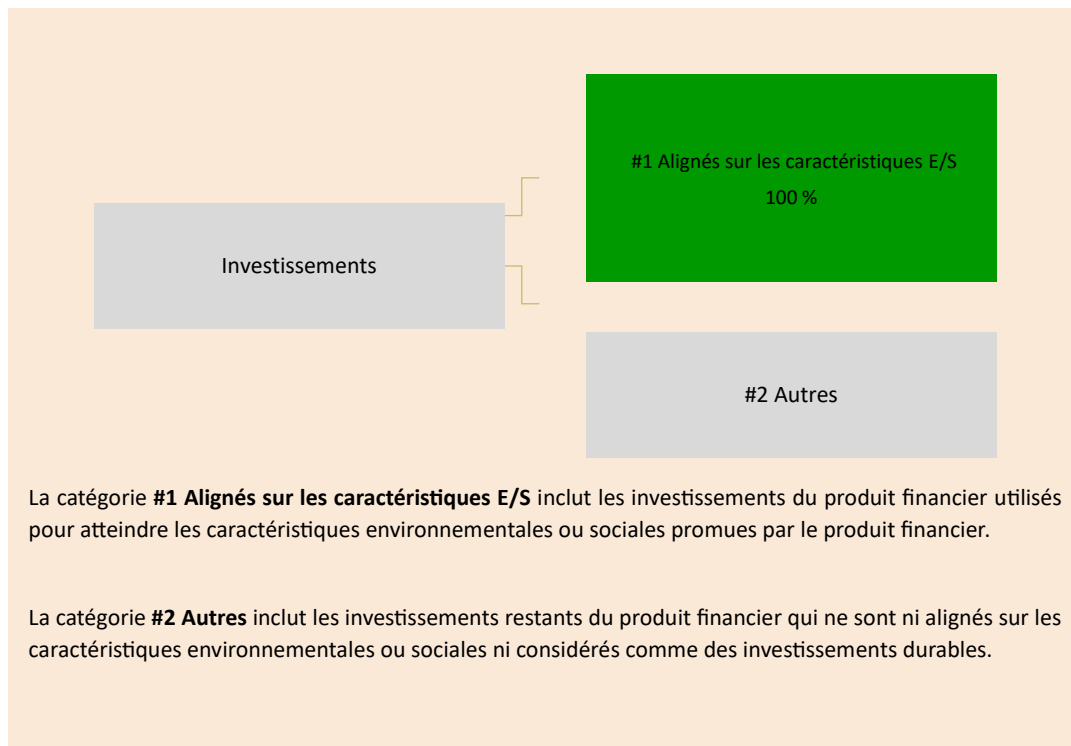 #1 Alignés sur les caractéristiques E/S
100 %
Investissements
#2 Autres
La catégorie #1 Alignés sur les caractéristiques E/S inclut les investissements du produit financier utilisés
pour atteindre les caractéristiques environnementales ou sociales promues par le produit financier.
La catégorie #2 Autres inclut les investissements restants du produit financier qui ne sont ni alignés sur les
caractéristiques environnementales ou sociales ni considérés comme des investissements durables.